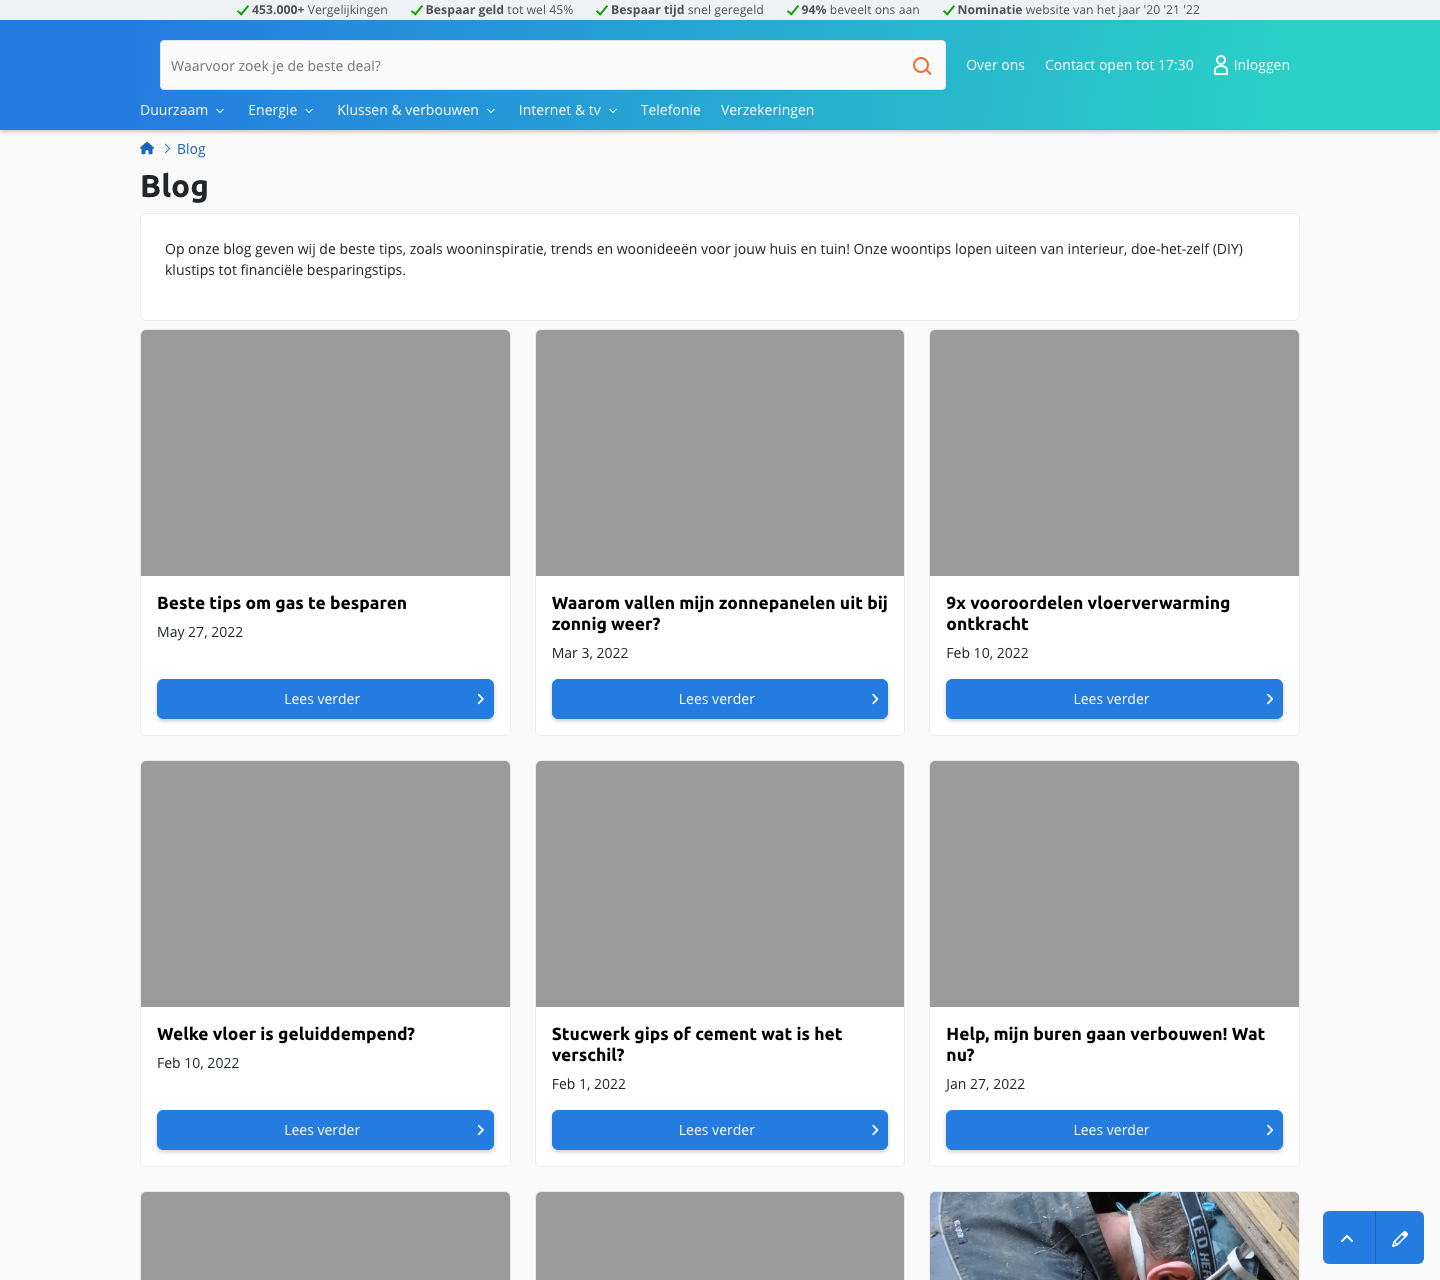 453.000+ Vergelijkingen Bespaar geld tot wel 45% Bespaar tijd snel geregeld 94% beveelt ons aan Nominatie website van het jaar '20 '21 '22
Waarvoor zoek je de beste deal?
Over ons Contact open tot 17:30 Inloggen
Duurzaam Energie Klussen & verbouwen Internet & tv Telefonie Verzekeringen
Blog
Blog
Op onze blog geven wij de beste tips, zoals wooninspiratie, trends en woonideeën voor jouw huis en tuin! Onze woontips lopen uiteen van interieur, doe-het-zelf (DIY)
klustips tot financiële besparingstips.
Beste tips om gas te besparen
May 27, 2022
Lees verder
Waarom vallen mijn zonnepanelen uit bij
zonnig weer?
Mar 3, 2022
Lees verder
9x vooroordelen vloerverwarming
ontkracht
Feb 10, 2022
Lees verder
Welke vloer is geluiddempend?
Feb 10, 2022
Lees verder
Stucwerk gips of cement wat is het
verschil?
Feb 1, 2022
Lees verder
Help, mijn buren gaan verbouwen! Wat
nu?
Jan 27, 2022
Lees verder
LED